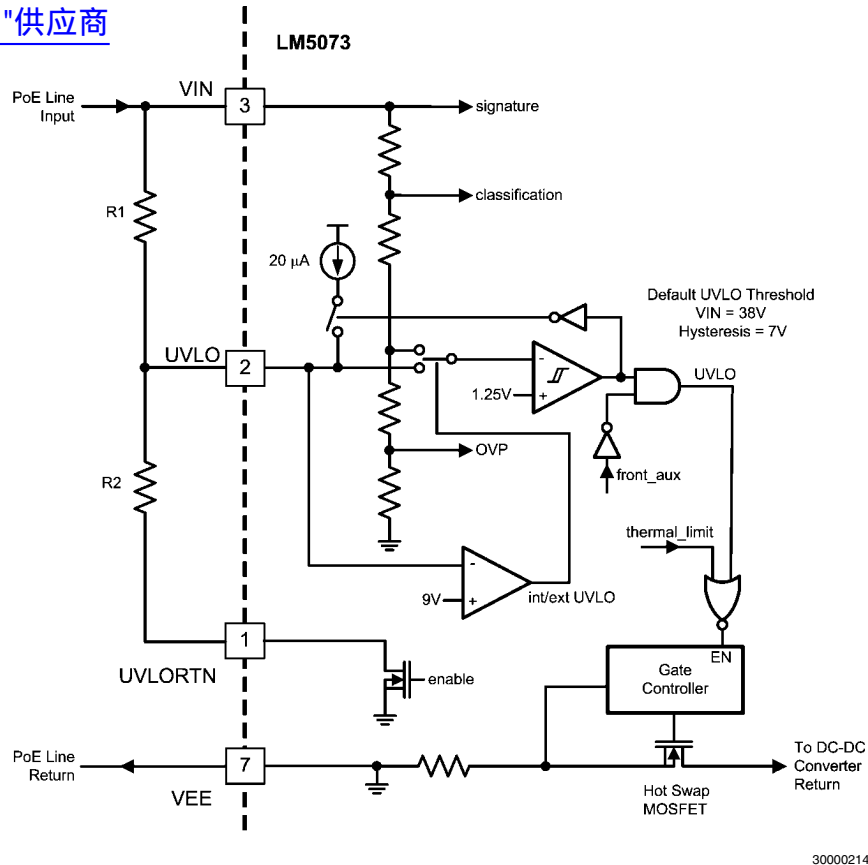 "供应商
LM5073
VIN
PoE Line
Input
3
signature
R1
classification
20 μA
Default UVLO Threshold
VIN = 38V
Hysteresis = 7V
UVLO
2
-
1.25V
+
UVLO
front_aux
OVP
R2
thermal_limit
-
9V
+
int/ext UVLO
1
UVLORTN
enable
EN
Gate
Controller
PoE Line
Return
7
VEE
To DC-DC
Converter
Return
Hot Swap
MOSFET
30000214